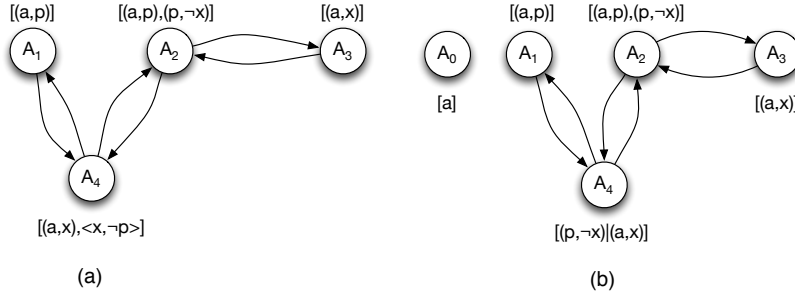 [(a,p)] [(a,p),(p,¬x)] [(a,x)] [(a,p)] [(a,p),(p,¬x)]
A1 A2 A3 A0 A1 A2 A3
[a] [(a,x)]
A4 A4
[(a,x),<x,¬p>] [(p,¬x)|(a,x)]
(a) (b)